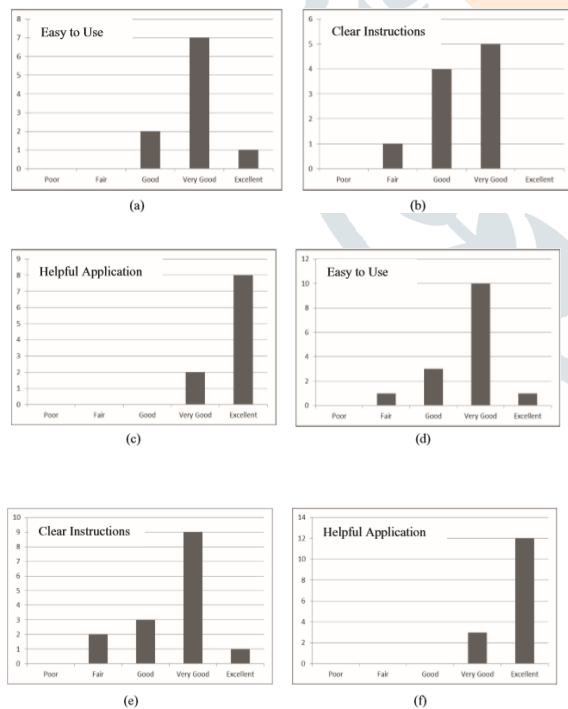 Easy to Use
8
7
6
5
4
3
2
1
0
Poor Fair Good Very Good Excellent
(a)
Clear Instructions
6
5
4
3
2
1
0
Poor Fair Good Very Good Excellent
(b)
Helpful Application
9
8
7
6
5
4
3
2
1
0
Poor Fair Good Very Good Excellent
(c)
Easy to Use
12
10
8
6
4
2
0
Poor Fair Good Very Good Excellent
(d)
Clear Instructions
10
9
8
7
6
5
4
3
2
1
0
Poor Fair Good Very Good Excellent
(e)
Helpful Application
14
12
10
8
6
4
2
0
Poor Fair Good Very Good Excellent
(f)